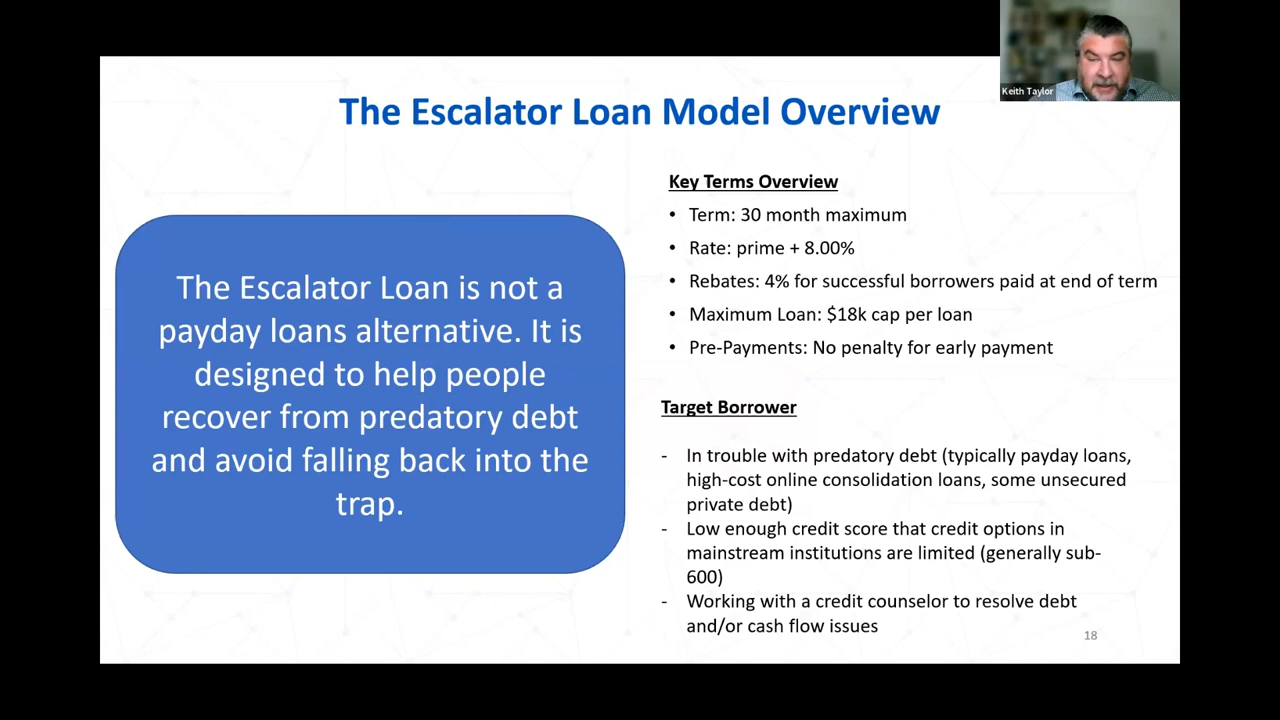 Keith Taylor
The Escalator Loan Model Overview
The Escalator Loan is not a
payday loans alternative. It is
designed to help people
recover from predatory debt
and avoid falling back into the
trap.
Key Terms Overview
• Term: 30 month maximum
• Rate: prime + 8.00%
• Rebates: 4% for successful borrowers paid at end of term
• Maximum Loan: $18k cap per loan
• Pre-Payments: No penalty for early payment
Target Borrower
- In trouble with predatory debt (typically payday loans,
high-cost online consolidation loans, some unsecured
private debt)
- Low enough credit score that credit options in
mainstream institutions are limited (generally sub-
600)
- Working with a credit counselor to resolve debt
and/or cash flow issues
18